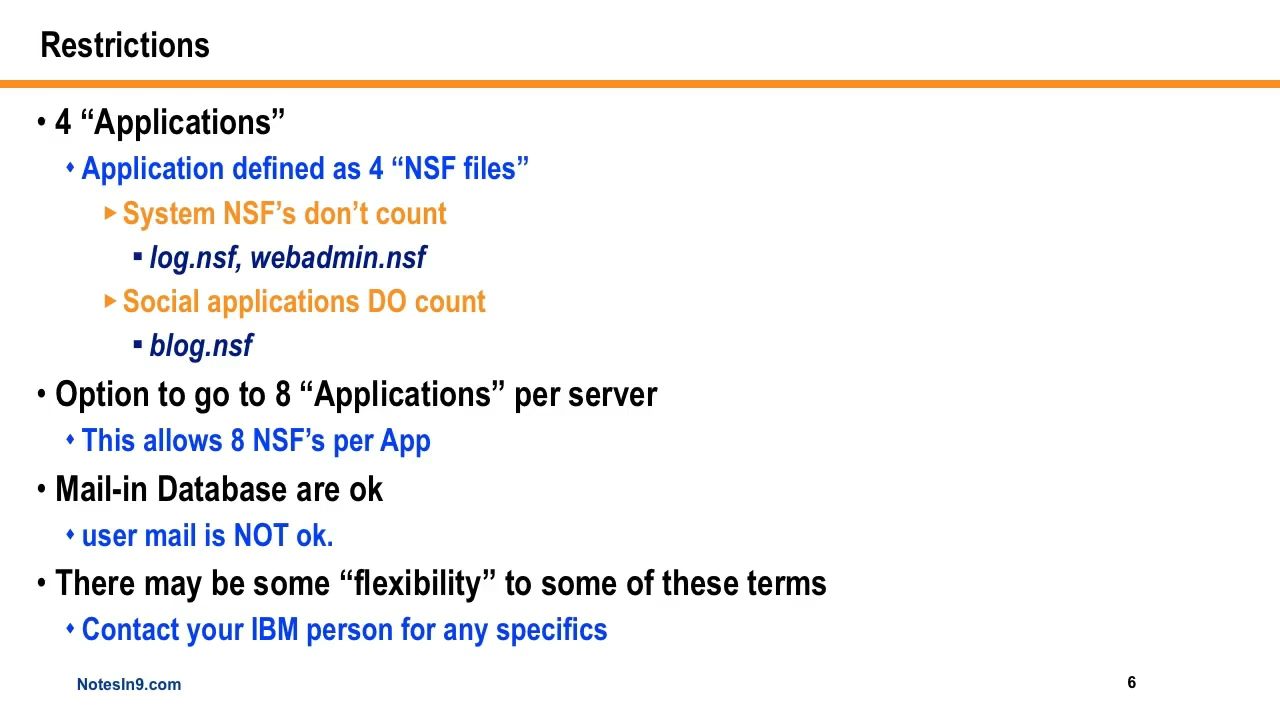 Restrictions
• 4 “Applications”
⬧ Application defined as 4 “NSF files”
▸ System NSF’s don’t count
▪ log.nsf, webadmin.nsf
▸ Social applications DO count
▪ blog.nsf
• Option to go to 8 “Applications” per server
⬧ This allows 8 NSF’s per App
• Mail-in Database are ok
⬧ user mail is NOT ok.
• There may be some “flexibility” to some of these terms
⬧ Contact your IBM person for any specifics
NotesIn9.com
6